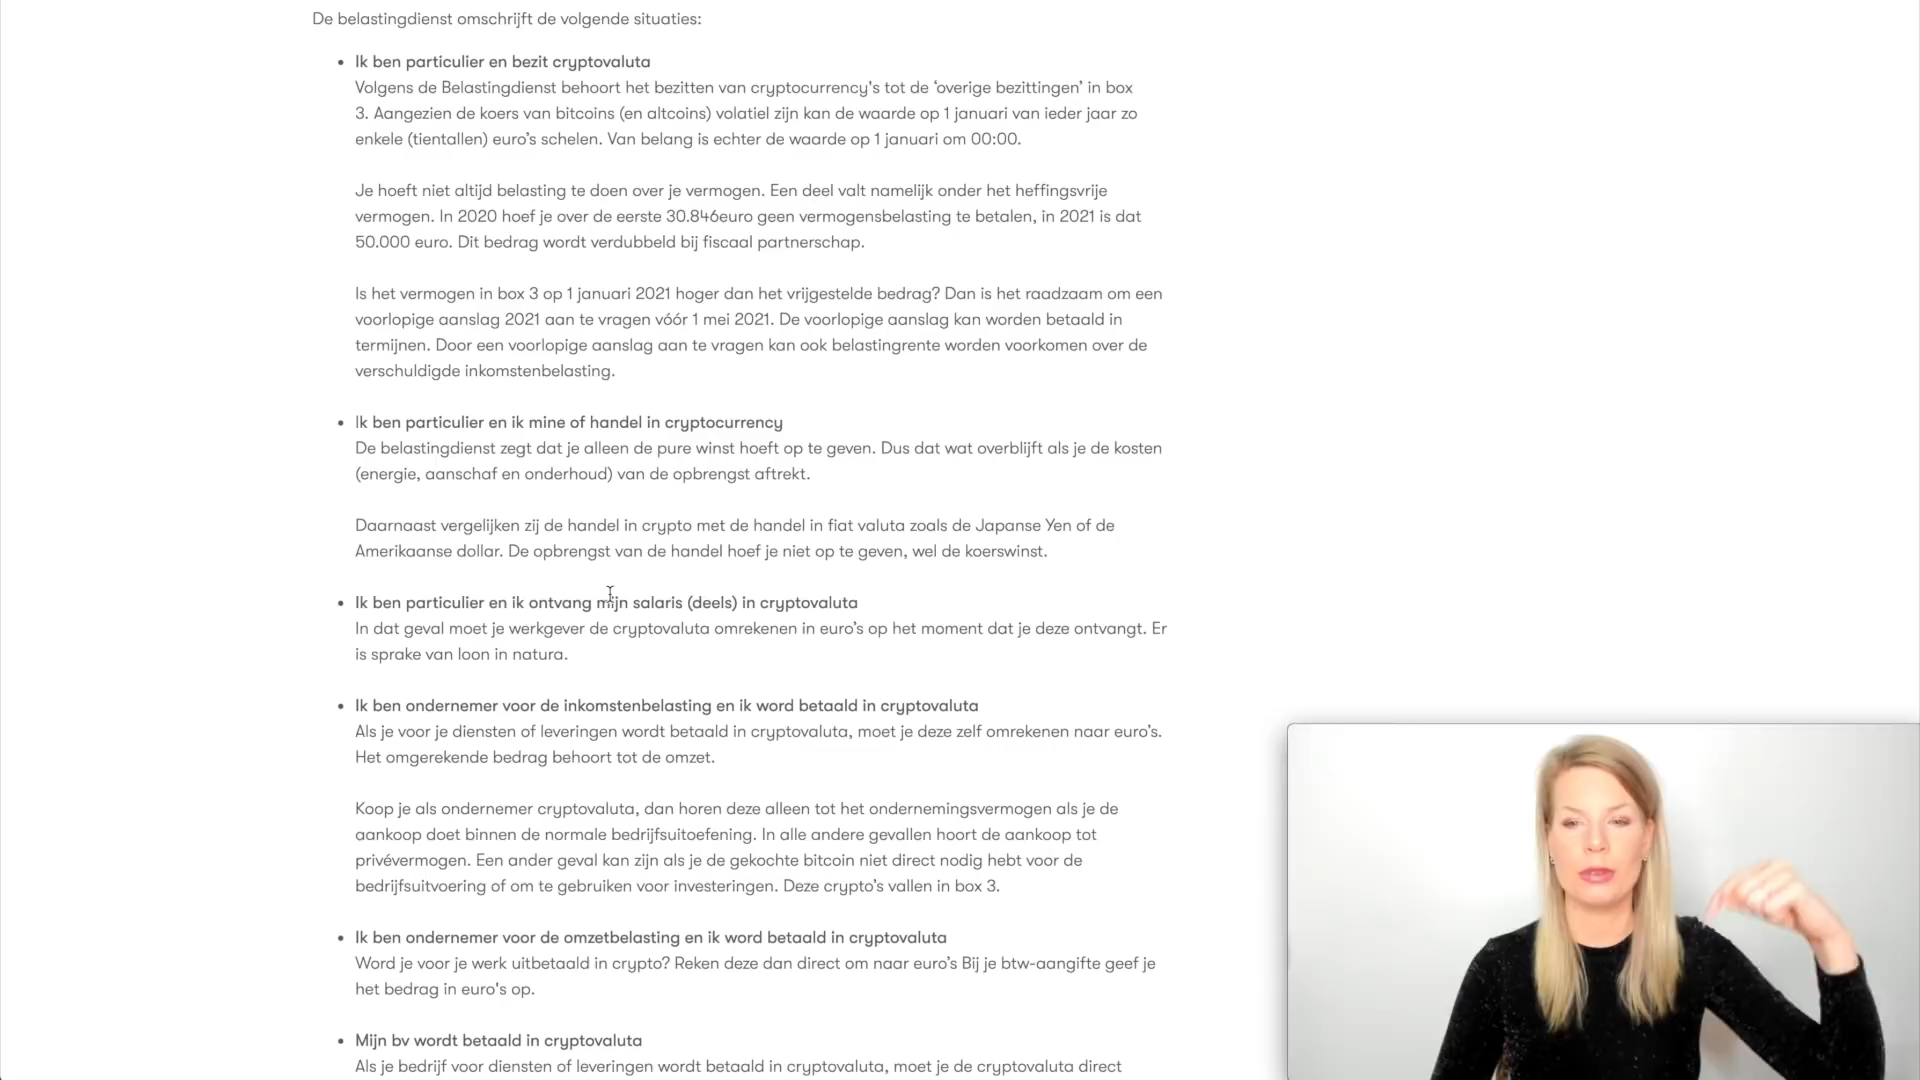 De belastingdienst omschrijft de volgende situaties:
• Ik ben particulier en bezit cryptovaluta
Volgens de Belastingdienst behoort het bezitten van cryptocurrency's tot de ‘overige bezittingen’ in box
3. Aangezien de koers van bitcoins (en altcoins) volatiel zijn kan de waarde op 1 januari van ieder jaar zo
enkele (tientallen) euro’s schelen. Van belang is echter de waarde op 1 januari om 00:00.
Je hoeft niet altijd belasting te doen over je vermogen. Een deel valt namelijk onder het heffingsvrije
vermogen. In 2020 hoef je over de eerste 30.846euro geen vermogensbelasting te betalen, in 2021 is dat
50.000 euro. Dit bedrag wordt verdubbeld bij fiscaal partnerschap.
Is het vermogen in box 3 op 1 januari 2021 hoger dan het vrijgestelde bedrag? Dan is het raadzaam om een
voorlopige aanslag 2021 aan te vragen vóór 1 mei 2021. De voorlopige aanslag kan worden betaald in
termijnen. Door een voorlopige aanslag aan te vragen kan ook belastingrente worden voorkomen over de
verschuldigde inkomstenbelasting.
• Ik ben particulier en ik mine of handel in cryptocurrency
De belastingdienst zegt dat je alleen de pure winst hoeft op te geven. Dus dat wat overblijft als je de kosten
(energie, aanschaf en onderhoud) van de opbrengst aftrekt.
Daarnaast vergelijken zij de handel in crypto met de handel in fiat valuta zoals de Japanse Yen of de
Amerikaanse dollar. De opbrengst van de handel hoef je niet op te geven, wel de koerswinst.
• Ik ben particulier en ik ontvang mijn salaris (deels) in cryptovaluta
In dat geval moet je werkgever de cryptovaluta omrekenen in euro’s op het moment dat je deze ontvangt. Er
is sprake van loon in natura.
• Ik ben ondernemer voor de inkomstenbelasting en ik word betaald in cryptovaluta
Als je voor je diensten of leveringen wordt betaald in cryptovaluta, moet je deze zelf omrekenen naar euro’s.
Het omgerekende bedrag behoort tot de omzet.
Koop je als ondernemer cryptovaluta, dan horen deze alleen tot het ondernemingsvermogen als je de
aankoop doet binnen de normale bedrijfsuitoefening. In alle andere gevallen hoort de aankoop tot
privévermogen. Een ander geval kan zijn als je de gekochte bitcoin niet direct nodig hebt voor de
bedrijfsuitvoering of om te gebruiken voor investeringen. Deze crypto’s vallen in box 3.
• Ik ben ondernemer voor de omzetbelasting en ik word betaald in cryptovaluta
Word je voor je werk uitbetaald in crypto? Reken deze dan direct om naar euro’s Bij je btw-aangifte geef je
het bedrag in euro's op.
• Mijn bv wordt betaald in cryptovaluta
Als je bedrijf voor diensten of leveringen wordt betaald in cryptovaluta, moet je de cryptovaluta direct